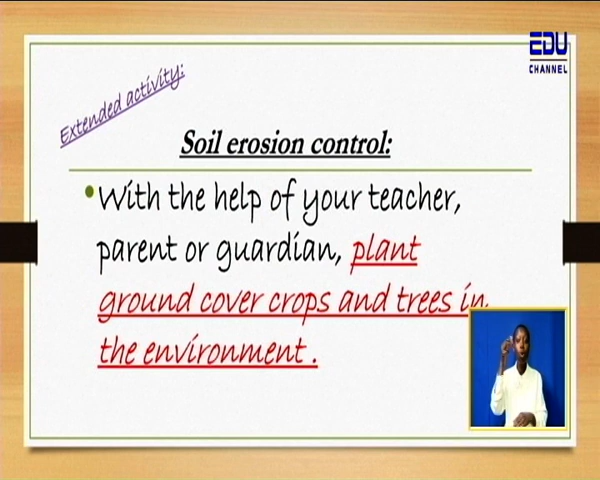 EDU
CHANNEL
Extended activity:
Soil erosion control:
With the help of your teacher,
parent or guardian, plant
ground cover crops and trees in
the environment .